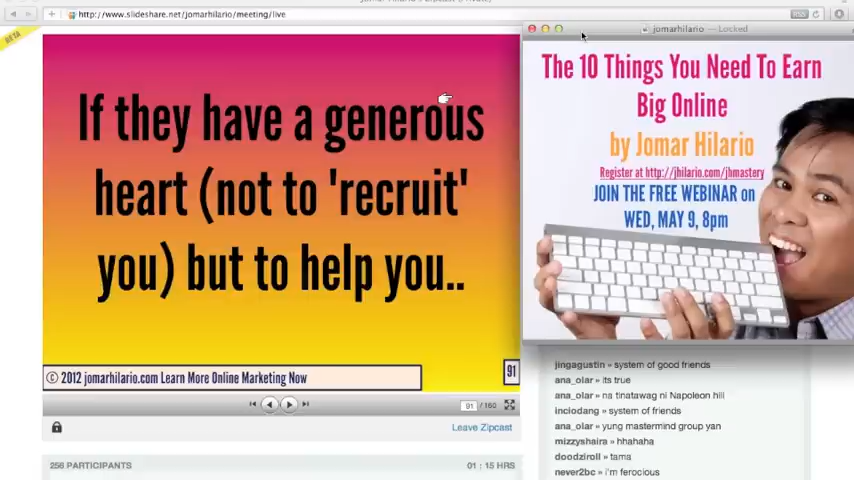 http://www.slideshare.net/jomarhilario/meeting/live
RSS
BETA
jomarhilario — Locked
If they have a generous
heart (not to 'recruit'
you) but to help you..
© 2012 jomarhilario.com Learn More Online Marketing Now
91
91 / 160
Leave Zipcast
256 PARTICIPANTS
01 : 15 HRS
The 10 Things You Need To Earn
Big Online
by Jomar Hilario
Register at http://jhilario.com/jbmastery
JOIN THE FREE WEBINAR on
WED, MAY 9, 8pm
jingagustin » system of good friends
ana_olar » its true
ana_olar » na tinatawag ni Napoleon hill
inciodang » system of friends
ana_olar » yung mastermind group yan
mizzyshaira » hhahaha
doodziroll » tama
never2bc » i'm ferocious